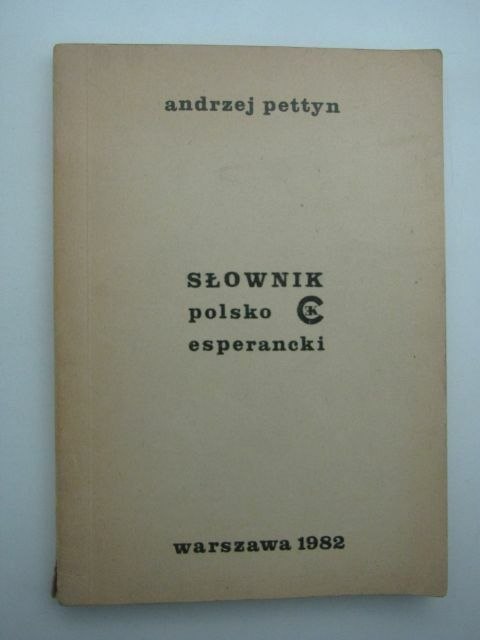 andrzej pettyn
SŁOWNIK
polsko
esperancki
warszawa 1982